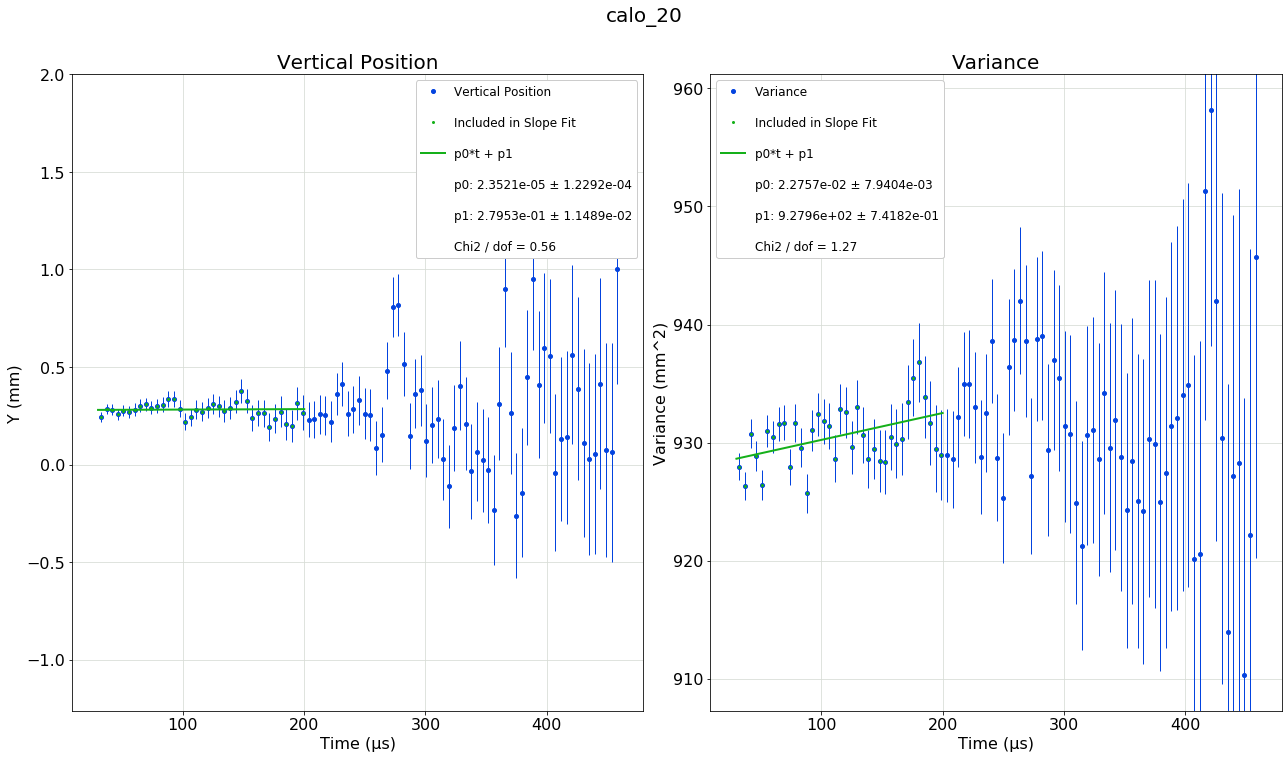 calo_20
Vertical Position
Vertical Position
Included in Slope Fit
p0*t + p1
p0: 2.3521e-05 ± 1.2292e-04
p1: 2.7953e-01 ± 1.1489e-02
Chi2 / dof = 0.56
2.0
1.5
1.0
0.5
0.0
−0.5
−1.0
Y (mm)
100
200
300
400
Time (μs)
Variance
Variance
Included in Slope Fit
p0*t + p1
p0: 2.2757e-02 ± 7.9404e-03
p1: 9.2796e+02 ± 7.4182e-01
Chi2 / dof = 1.27
960
950
940
930
920
910
Variance (mm^2)
100
200
300
400
Time (μs)